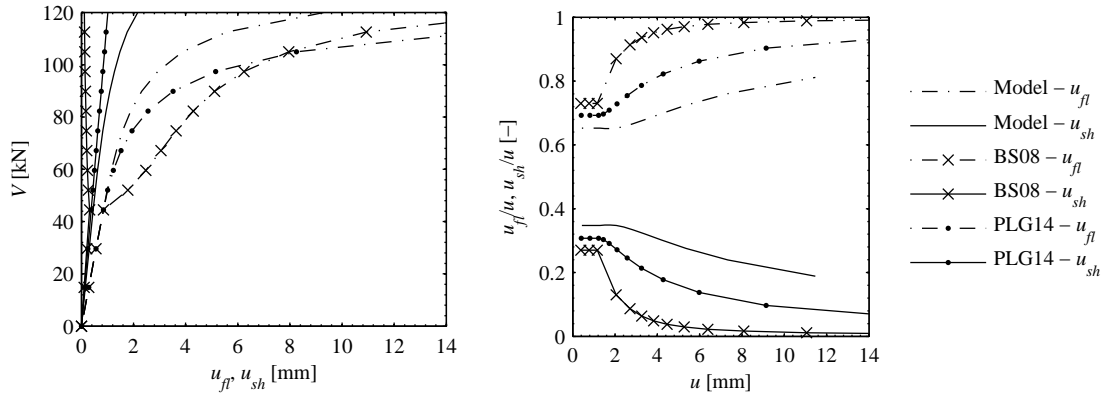 120
100
80
60
40
20
0
V [kN]
0 2 4 6 8 10 12 14
u_fl, u_sh [mm]
1
0.8
0.6
0.4
0.2
0
u_fl/u, u_sh/u [–]
0 2 4 6 8 10 12 14
u [mm]
Model – u_fl
Model – u_sh
BS08 – u_fl
BS08 – u_sh
PLG14 – u_fl
PLG14 – u_sh